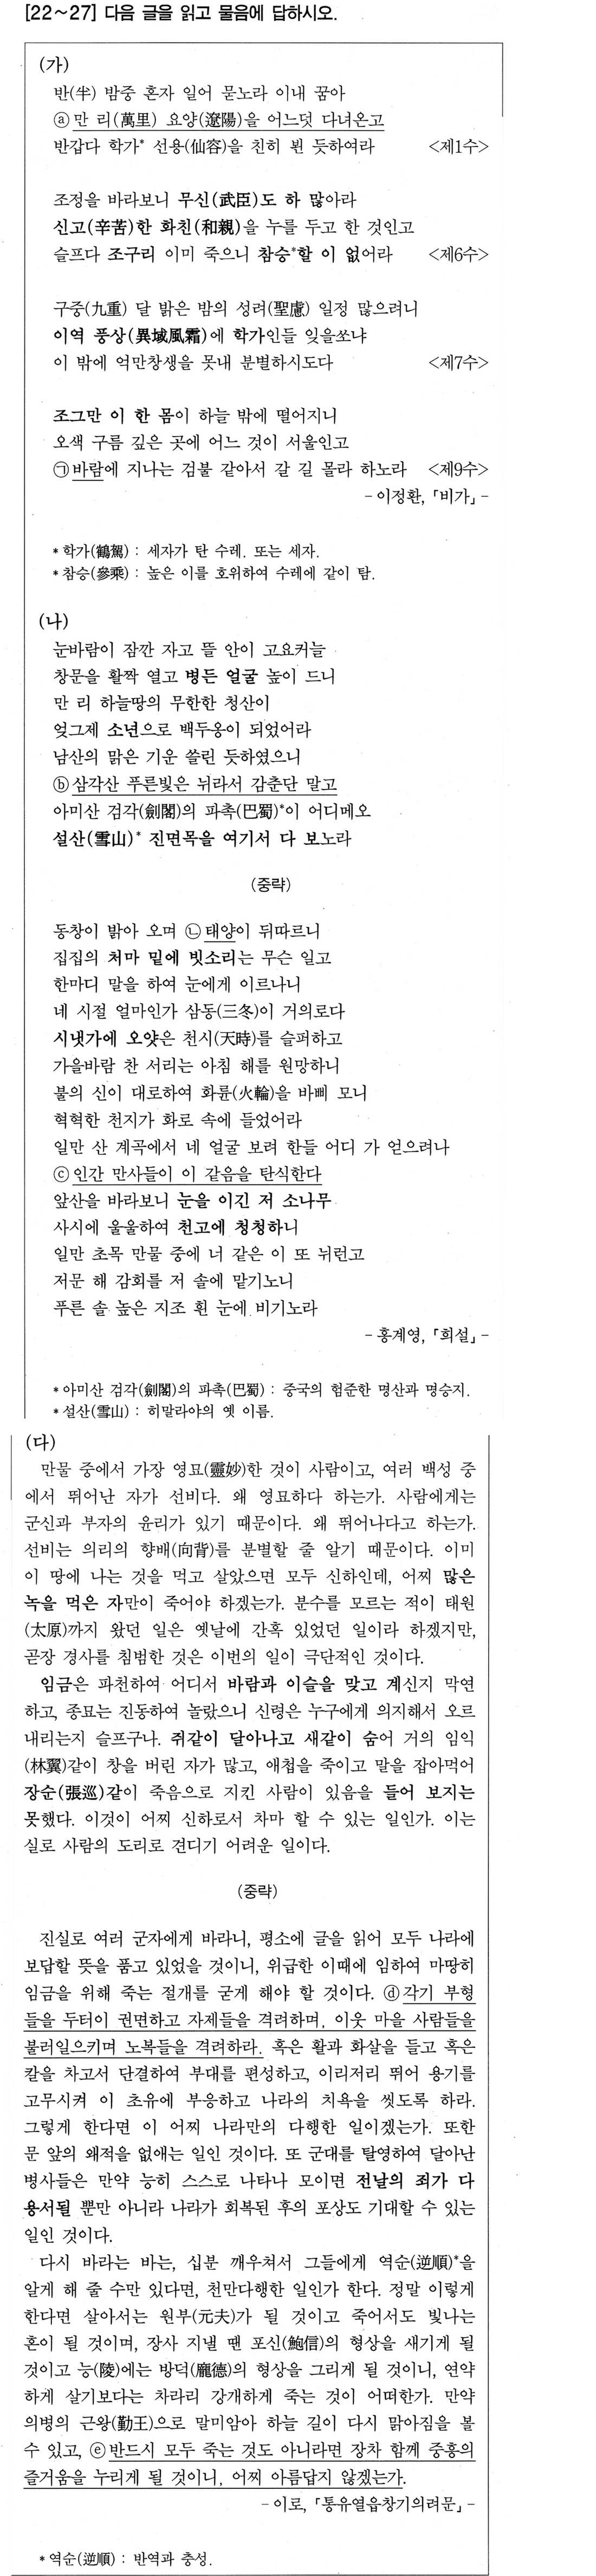 [22～27] 다음 글을 읽고 물음에 답하시오.
(가)
반(半) 밤중 혼자 일어 묻노라 이내 꿈아
ⓐ만 리(萬里) 요양(遼陽)을 어느덧 다녀온고
반갑다 학가* 선용(仙容)을 친히 뵌 듯하여라 <제1수>
조정을 바라보니 무신(武臣)도 하 많아라
신고(辛苦)한 화친(和親)을 누를 두고 한 것인고
슬프다 조구리 이미 죽으니 참승*할 이 없어라 <제6수>
구중(九重) 달 밝은 밤의 성려(聖慮) 일정 많으려니
이역 풍상(異域風霜)에 학가인들 잊을쏘냐
이 밖에 억만창생을 못내 분별하시도다 <제7수>
조그만 이 한 몸이 하늘 밖에 떨어지니
오색 구름 깊은 곳에 어느 것이 서울인고
㉠바람에 지나는 검불 같아서 갈 길 몰라 하노라 <제9수>
- 이정환, 「비가」 -
* 학가(鶴駕) : 세자가 탄 수레. 또는 세자.
* 참승(參乘) : 높은 이를 호위하여 수레에 같이 탐.
(나)
눈바람이 잠깐 자고 뜰 안이 고요커늘
창문을 활짝 열고 병든 얼굴 높이 드니
만 리 하늘땅의 무한한 청산이
엊그제 소년으로 백두옹이 되었어라
남산의 맑은 기운 쓸린 듯하였으니
ⓑ삼각산 푸른빛은 뉘라서 감춘단 말고
아미산 검각(劍閣)의 파촉(巴蜀)*이 어디메오
설산(雪山)* 진면목을 여기서 다 보노라
(중략)
동창이 밝아 오며 ㉡태양이 뒤따르니
집집의 처마 밑에 빗소리는 무슨 일고
한마디 말을 하여 눈에게 이르나니
네 시절 얼마인가 삼동(三冬)이 거의로다
시냇가에 오얏은 천시(天時)를 슬퍼하고
가을바람 찬 서리는 아침 해를 원망하니
불의 신이 대로하여 화륜(火輪)을 바삐 모니
혁혁한 천지가 화로 속에 들었어라
일만 산 계곡에서 네 얼굴 보려 한들 어디 가 얻으려나
ⓒ인간 만사들이 이 같음을 탄식한다
앞산을 바라보니 눈을 이긴 저 소나무
사시에 울울하여 천고에 청청하니
일만 초목 만물 중에 너 같은 이 또 뉘런고
저문 해 감회를 저 솔에 맡기노니
푸른 솔 높은 지조 흰 눈에 비기노라
- 홍계영, 「희설」 -
* 아미산 검각(劍閣)의 파촉(巴蜀) : 중국의 험준한 명산과 명승지.
* 설산(雪山) : 히말라야의 옛 이름.
(다)
만물 중에서 가장 영묘(靈妙)한 것이 사람이고, 여러 백성 중
에서 뛰어난 자가 선비다. 왜 영묘하다 하는가. 사람에게는
군신과 부자의 윤리가 있기 때문이다. 왜 뛰어나다고 하는가.
선비는 의리의 향배(向背)를 분별할 줄 알기 때문이다. 이미
이 땅에 나는 것을 먹고 살았으면 모두 신하인데, 어찌 많은
녹을 먹은 자만이 죽어야 하겠는가. 분수를 모르는 적이 태원
(太原)까지 왔던 일은 옛날에 간혹 있었던 일이라 하겠지만,
곧장 경사를 침범한 것은 이번의 일이 극단적인 것이다.
임금은 파천하여 어디서 바람과 이슬을 맞고 계신지 막연
하고, 종묘는 진동하여 놀랐으니 신령은 누구에게 의지해서 오르
내리는지 슬프구나. 쥐같이 달아나고 새같이 숨어 거의 임익
(林翼)같이 창을 버린 자가 많고, 애첩을 죽이고 말을 잡아먹어
장순(張巡)같이 죽음으로 지킨 사람이 있음을 들어 보지는
못했다. 이것이 어찌 신하로서 차마 할 수 있는 일인가. 이는
실로 사람의 도리로 견디기 어려운 일이다.
(중략)
진실로 여러 군자에게 바라니, 평소에 글을 읽어 모두 나라에
보답할 뜻을 품고 있었을 것이니, 위급한 이때에 임하여 마땅히
임금을 위해 죽는 절개를 굳게 해야 할 것이다. ⓓ각기 부형
들을 두터이 권면하고 자제들을 격려하며, 이웃 마을 사람들을
불러일으키며 노복들을 격려하라. 혹은 활과 화살을 들고 혹은
칼을 차고서 단결하여 부대를 편성하고, 이리저리 뛰어 용기를
고무시켜 이 초유에 부응하고 나라의 치욕을 씻도록 하라.
그렇게 한다면 이 어찌 나라만의 다행한 일이겠는가. 또한
문 앞의 왜적을 없애는 일인 것이다. 또 군대를 탈영하여 달아난
병사들은 만약 능히 스스로 나타나 모이면 전날의 죄가 다
용서될 뿐만 아니라 나라가 회복된 후의 포상도 기대할 수 있는
일인 것이다.
다시 바라는 바는, 십분 깨우쳐서 그들에게 역순(逆順)*을
알게 해 줄 수만 있다면, 천만다행한 일인가 한다. 정말 이렇게
한다면 살아서는 원부(元夫)가 될 것이고 죽어서도 빛나는
혼이 될 것이며, 장사 지낼 땐 포신(鮑信)의 형상을 새기게 될
것이고 능(陵)에는 방덕(龐德)의 형상을 그리게 될 것이니, 연약
하게 살기보다는 차라리 강개하게 죽는 것이 어떠한가. 만약
의병의 근왕(勤王)으로 말미암아 하늘 길이 다시 맑아짐을 볼
수 있고, ⓔ반드시 모두 죽는 것도 아니라면 장차 함께 중흥의
즐거움을 누리게 될 것이니, 어찌 아름답지 않겠는가.
- 이로, 「통유열읍창기의려문」 -
* 역순(逆順) : 반역과 충성.